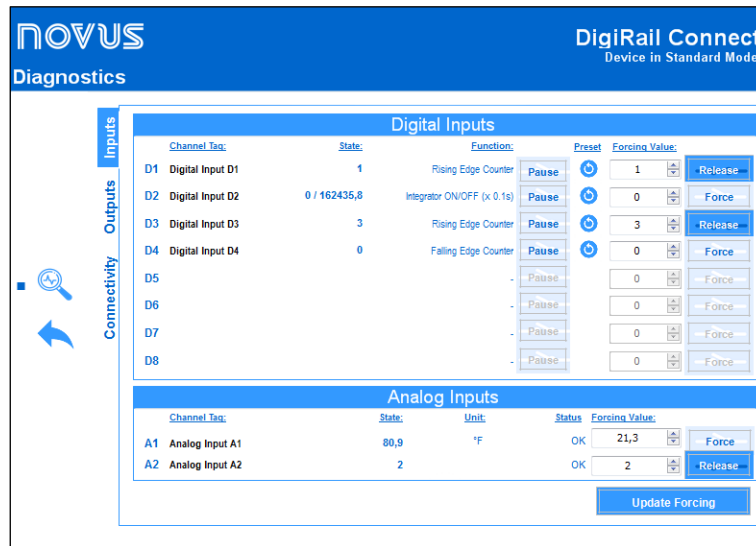 novus
DigiRail Connect
Device in Standard Mode
Diagnostics
Inputs
Outputs
Connectivity
Digital Inputs
Channel Tag: State: Function: Preset Forcing Value:
D1 Digital Input D1 1 Rising Edge Counter Pause 1 Release
D2 Digital Input D2 0 / 162435,8 Integrator ON/OFF (x 0.1s) Pause 0 Force
D3 Digital Input D3 3 Rising Edge Counter Pause 3 Release
D4 Digital Input D4 0 Falling Edge Counter Pause 0 Force
D5 - Pause 0 Force
D6 - Pause 0 Force
D7 - Pause 0 Force
D8 - Pause 0 Force
Analog Inputs
Channel Tag: State: Unit: Status Forcing Value:
A1 Analog Input A1 80,9 °F OK 21,3 Force
A2 Analog Input A2 2 OK 2 Release
Update Forcing